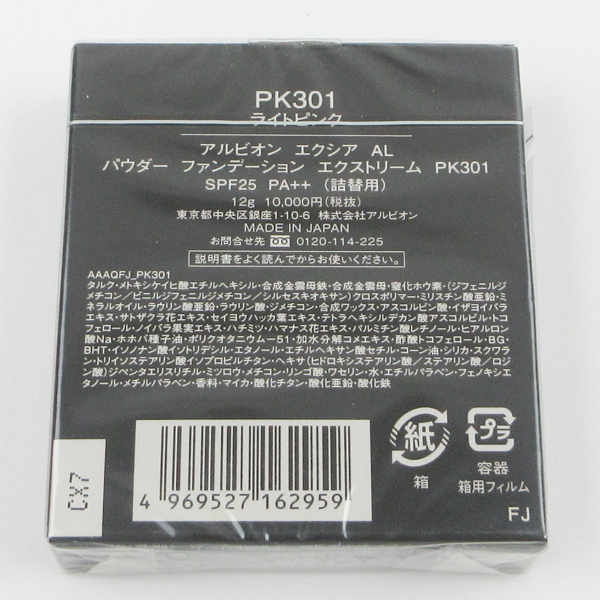 PK301
ライトピンク
アルビオン エクシア AL
パウダー ファンデーション エクストリーム PK301
SPF25 PA++ (詰替用)
12g 10,000円(税抜)
東京都中央区銀座1-10-6 株式会社アルビオン
MADE IN JAPAN
お問合せ先 0120-114-225
説明書をよく読んでからお使いください。
AAAQFJ_PK301
タルク・メトキシケイヒ酸エチルヘキシル・合成金雲母鉄・合成金雲母・窒化ホウ素・(ジフェニルジ
メチコン/ビニルジフェニルジメチコン/シルセスキオキサン)クロスポリマー・ミリスチン酸亜鉛・ミ
ネラルオイル・ラウリン酸亜鉛・ラウリン酸・ジメチコン・合成ワックス・アスコルビン酸・イザヨイバラ
エキス・サトザクラ花エキス・セイヨウハッカ葉エキス・テトラヘキシルデカン酸アスコルビル・トコ
フェロール・ノイバラ果実エキス・ハチミツ・ハマナス花エキス・パルミチン酸レチノール・ヒアルロン
酸Na・ホホバ種子油・ポリクオタニウム-51・加水分解コメエキス・酢酸トコフェロール・BG・
BHT・イソノナン酸イソトリデシル・エタノール・エチルヘキサン酸セチル・コーン油・シリカ・スクワラ
ン・トリイソステアリン酸イソプロピルチタン・ヘキサ(ヒドロキシステアリン酸/ステアリン酸/ロジ
ン酸)ジペンタエリスリチル・ミツロウ・メチコン・リンゴ酸・ワセリン・水・エチルパラベン・フェノキシエ
タノール・メチルパラベン・香料・マイカ・酸化チタン・酸化亜鉛・酸化鉄
CX7
4 969527 162959
紙
箱
プラ
容器
箱用フィルム
FJ